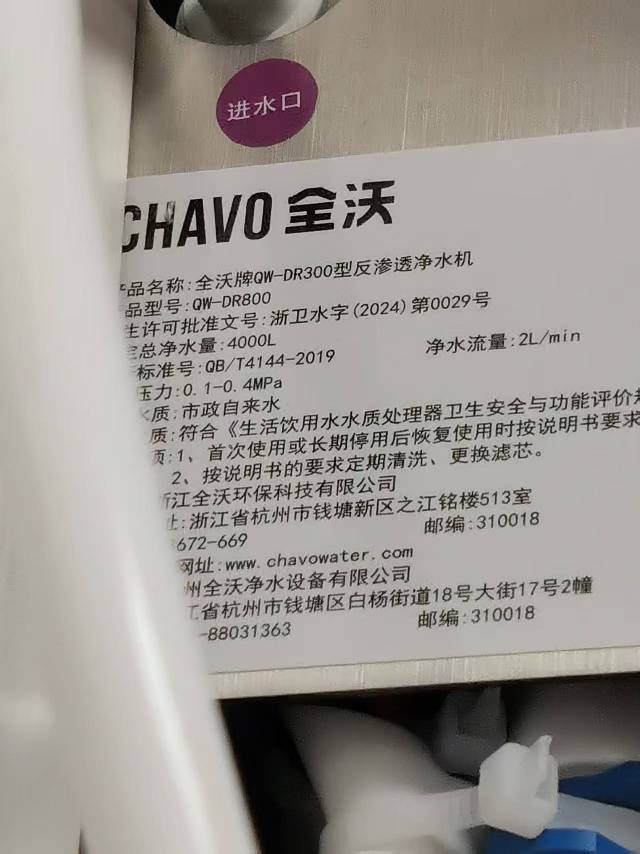 进水口
CHAVO 全沃
品名称:全沃牌QW-DR300型反渗透净水机
品型号:QW-DR800
生许可批准文号:浙卫水字(2024)第0029号
总净水量:4000L 净水流量:2L/min
标准号:QB/T4144-2019
压力:0.1-0.4MPa
水质:市政自来水
质:符合《生活饮用水水质处理器卫生安全与功能评价
项:1、首次使用或长期停用后恢复使用时按说明书要求
2、按说明书的要求定期清洗、更换滤芯。
浙江全沃环保科技有限公司
址:浙江省杭州市钱塘新区之江铭楼513室
672-669 邮编:310018
网址:www.chavowater.com
州全沃净水设备有限公司
江省杭州市钱塘区白杨街道18号大街17号2幢
-88031363 邮编:310018